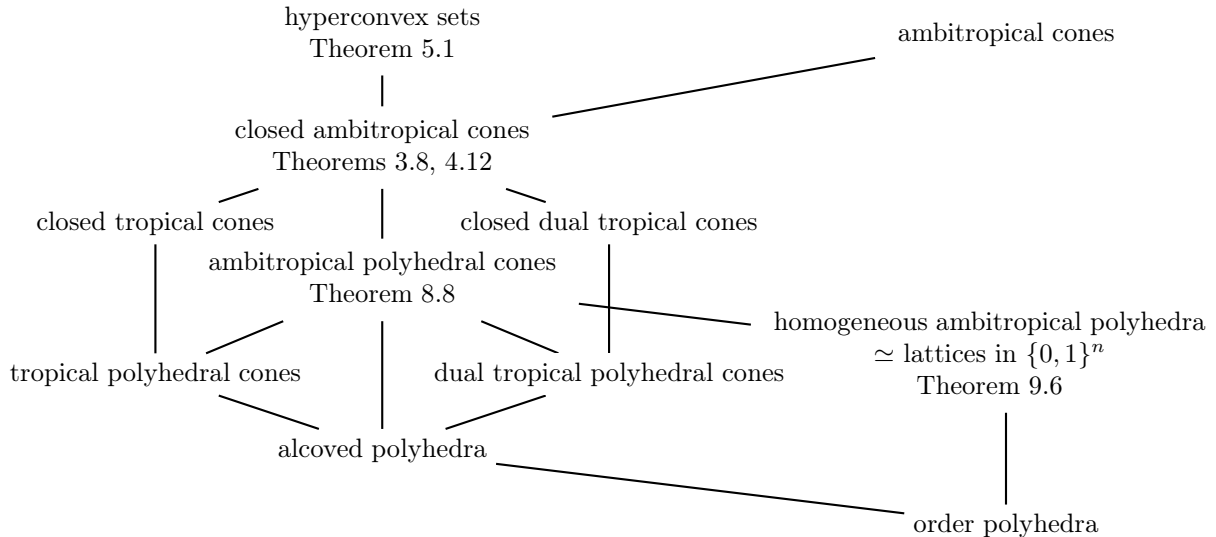 hyperconvex sets
Theorem 5.1
ambitropical cones
closed ambitropical cones
Theorems 3.8, 4.12
closed tropical cones
closed dual tropical cones
ambitropical polyhedral cones
Theorem 8.8
homogeneous ambitropical polyhedra
≃ lattices in {0, 1}ⁿ
Theorem 9.6
tropical polyhedral cones
dual tropical polyhedral cones
alcoved polyhedra
order polyhedra